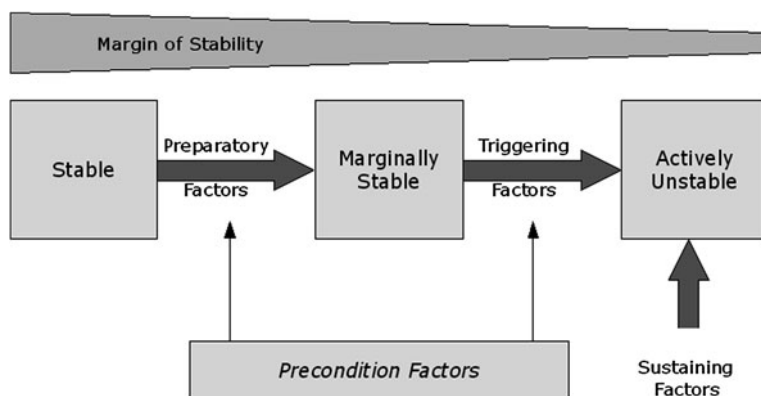 Margin of Stability
Stable
Preparatory
Factors
Marginally
Stable
Triggering
Factors
Actively
Unstable
Precondition Factors
Sustaining
Factors